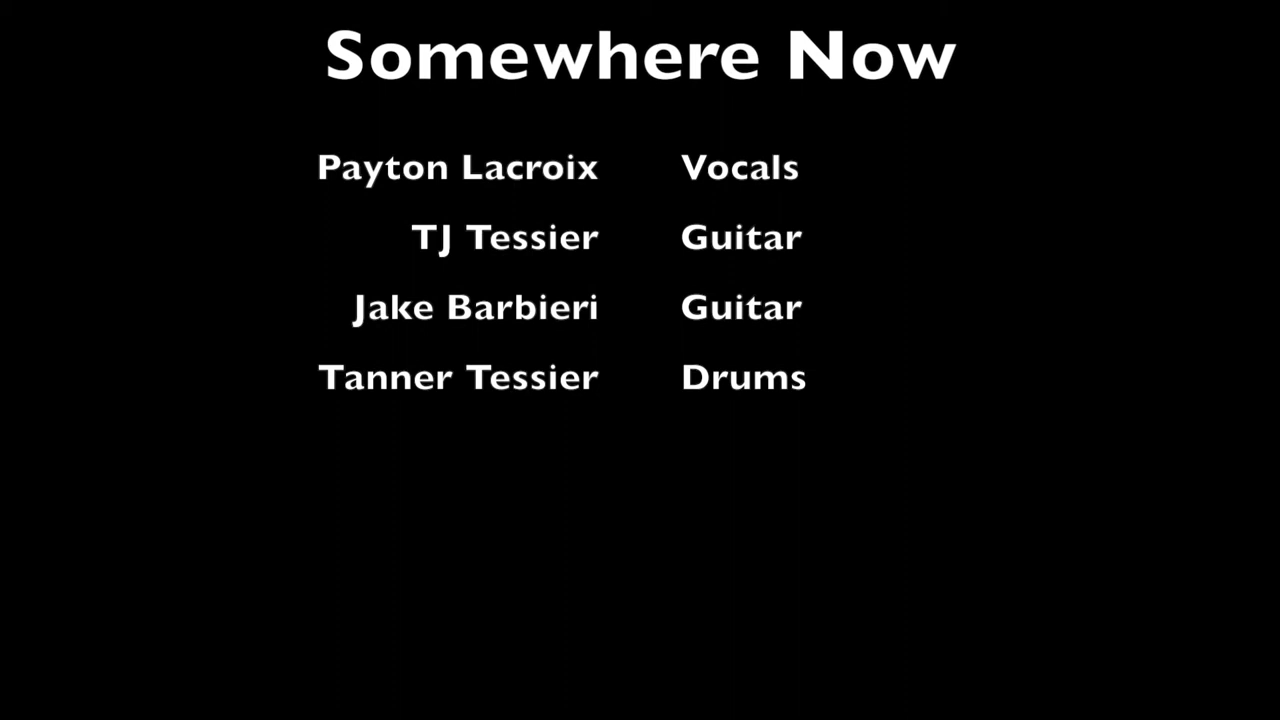 Somewhere Now
Payton Lacroix Vocals
TJ Tessier Guitar
Jake Barbieri Guitar
Tanner Tessier Drums